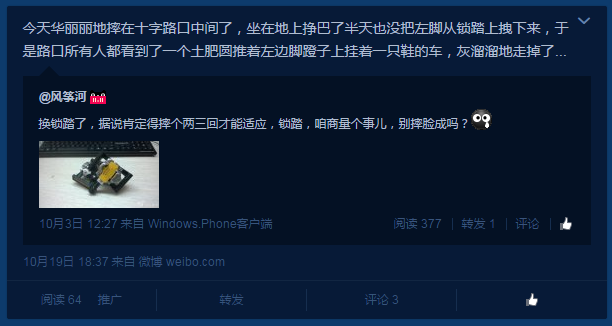 今天华丽丽地摔在十字路口中间了，坐在地上挣巴了半天也没把左脚从锁踏上拽下来，于
是路口所有人都看到了一个土肥圆推着左边脚蹬子上挂着一只鞋的车，灰溜溜地走掉了...
@风筝河
换锁踏了，据说肯定得摔个两三回才能适应，锁踏，咱商量个事儿，别摔脸成吗？
10月3日 12:27 来自 Windows.Phone客户端
阅读 377 转发 1 评论
10月19日 18:37 来自 微博 weibo.com
阅读 64 推广 转发 评论 3